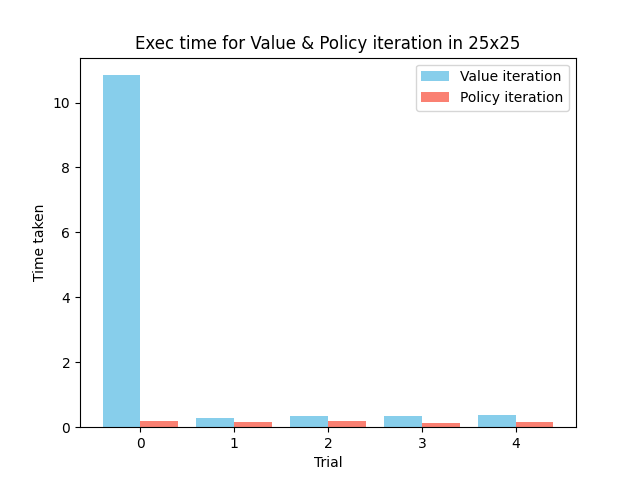 Exec time for Value & Policy iteration in 25x25
Value iteration
Policy iteration
Time taken
10
8
6
4
2
0
0 1 2 3 4
Trial